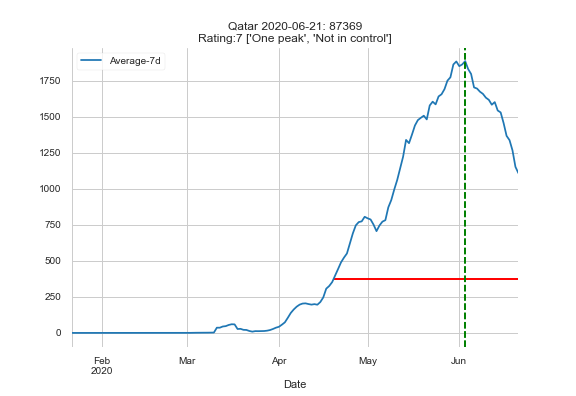 Qatar 2020-06-21: 87369
Rating:7 ['One peak', 'Not in control']
Average-7d
1750
1500
1250
1000
750
500
250
0
Feb
2020
Mar
Apr
May
Jun
Date